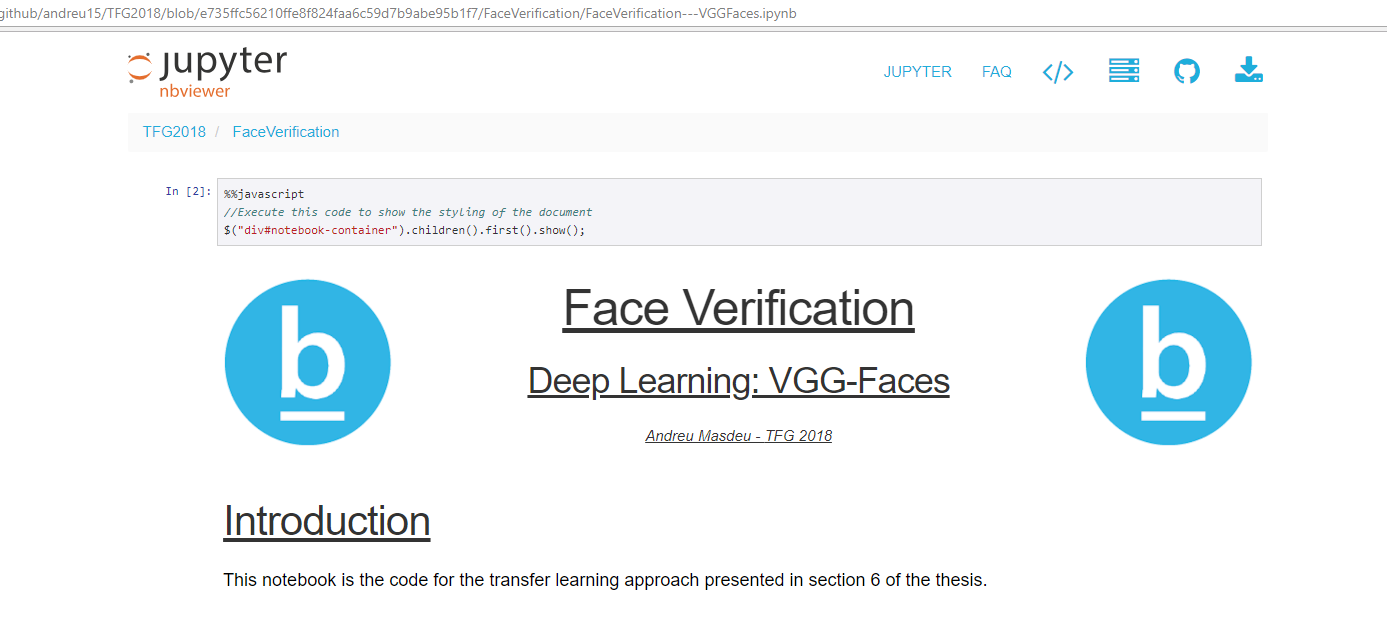 github/andreu15/TFG2018/blob/e735ffc56210ffe8f824faa6c59d7b9abe95b1f7/FaceVerification/FaceVerification---VGGFaces.ipynb
jupyter
nbviewer
JUPYTER FAQ </>
TFG2018 / FaceVerification
In [2]: %%javascript
//Execute this code to show the styling of the document
$("div#notebook-container").children().first().show();
b Face Verification b
Deep Learning: VGG-Faces
Andreu Masdeu - TFG 2018
Introduction
This notebook is the code for the transfer learning approach presented in section 6 of the thesis.